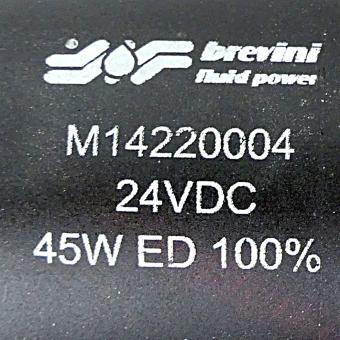 brevini
fluid power
M14220004
24VDC
45W ED 100%